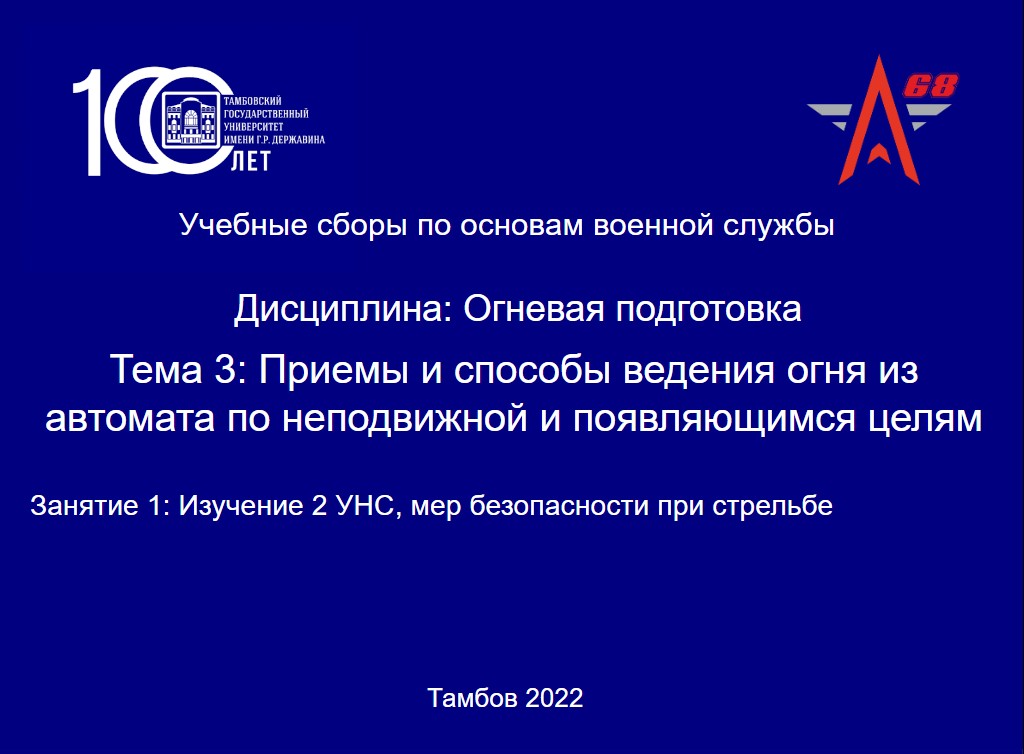 100
ТАМБОВСКИЙ
ГОСУДАРСТВЕННЫЙ
УНИВЕРСИТЕТ
ИМЕНИ Г.Р. ДЕРЖАВИНА
ЛЕТ
68
Учебные сборы по основам военной службы
Дисциплина: Огневая подготовка
Тема 3: Приемы и способы ведения огня из
автомата по неподвижной и появляющимся целям
Занятие 1: Изучение 2 УНС, мер безопасности при стрельбе
Тамбов 2022